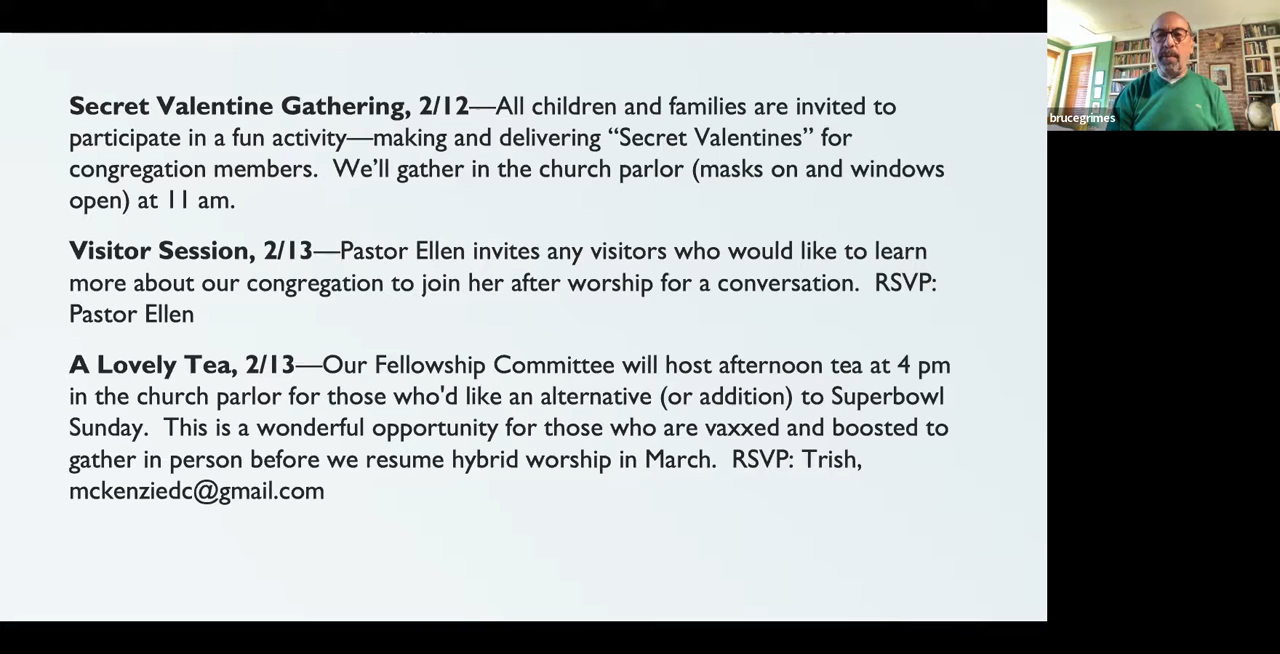 Secret Valentine Gathering, 2/12—All children and families are invited to
participate in a fun activity—making and delivering “Secret Valentines” for
congregation members.  We’ll gather in the church parlor (masks on and windows
open) at 11 am.
Visitor Session, 2/13—Pastor Ellen invites any visitors who would like to learn
more about our congregation to join her after worship for a conversation.  RSVP:
Pastor Ellen
A Lovely Tea, 2/13—Our Fellowship Committee will host afternoon tea at 4 pm
in the church parlor for those who'd like an alternative (or addition) to Superbowl
Sunday.  This is a wonderful opportunity for those who are vaxxed and boosted to
gather in person before we resume hybrid worship in March.  RSVP: Trish,
mckenziedc@gmail.com
brucegrimes